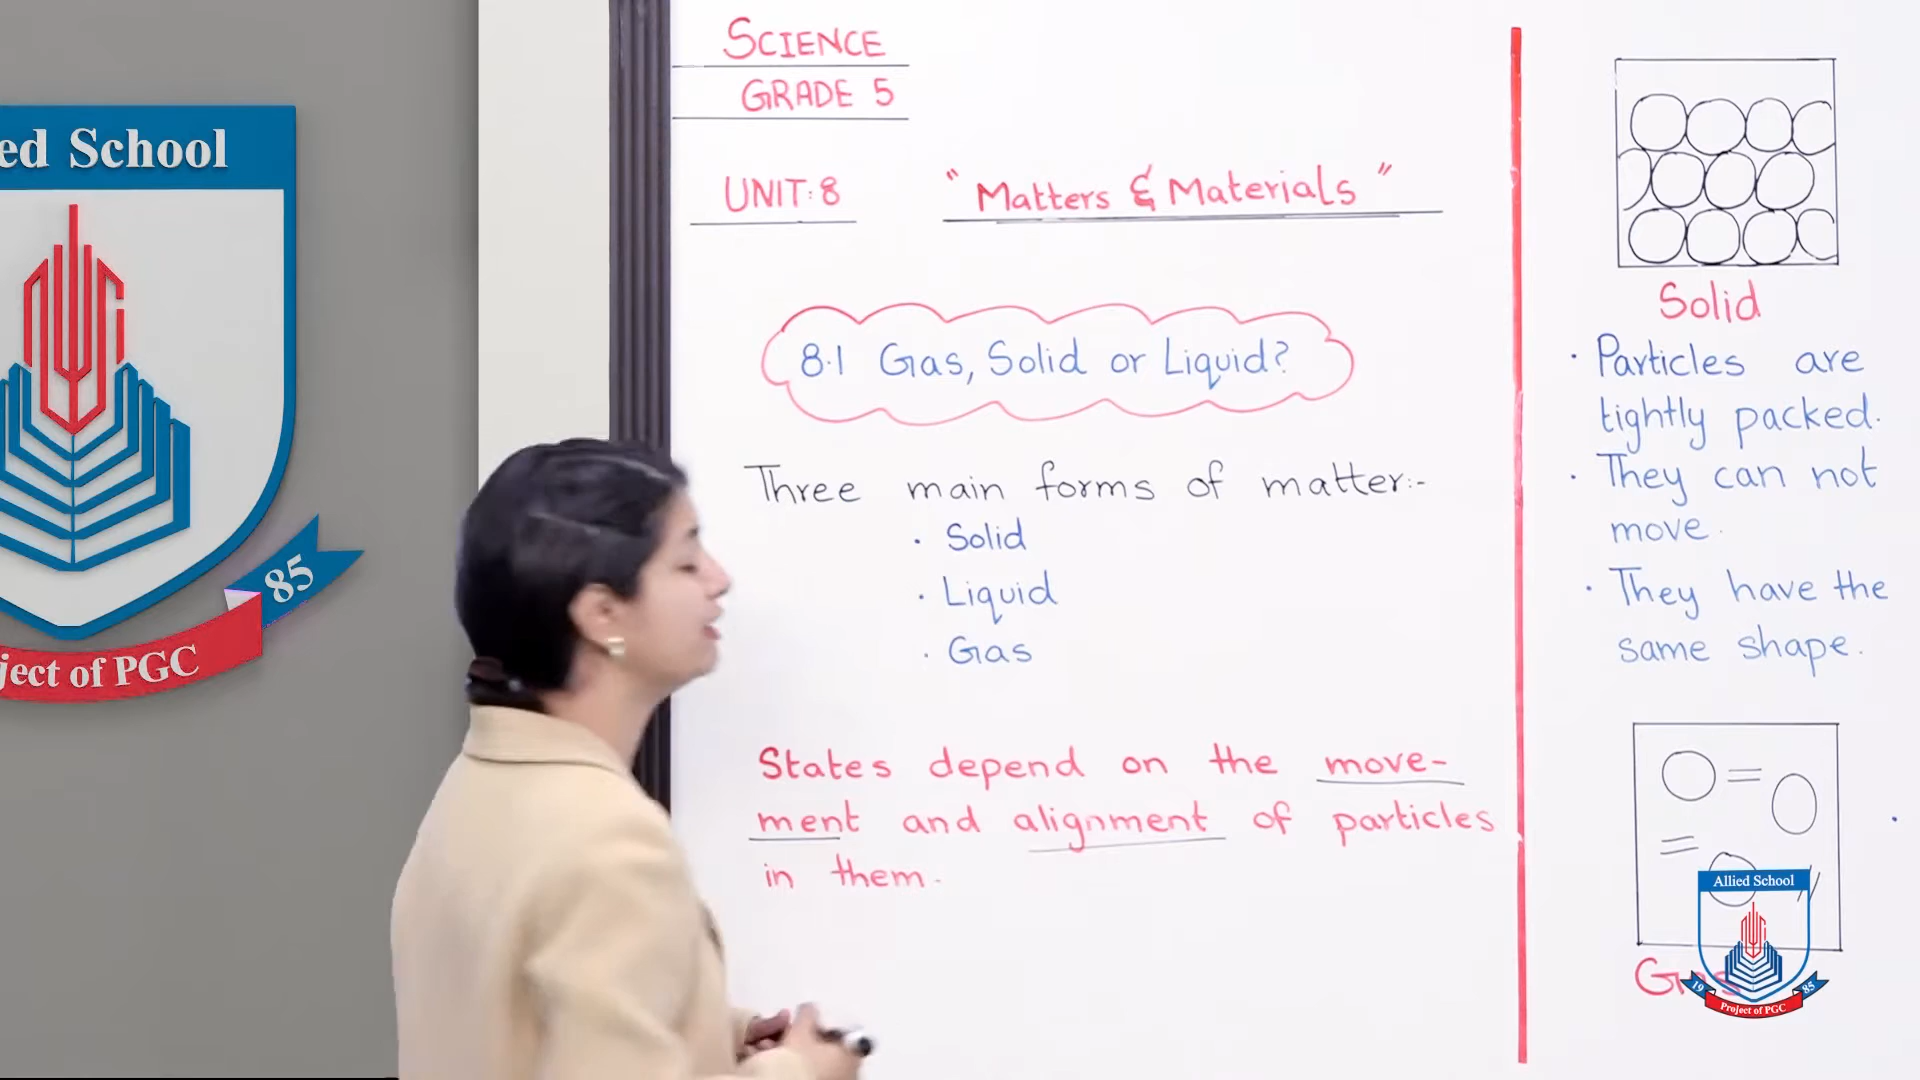 ed School
85
ject of PGC
SCIENCE
GRADE 5
UNIT:8
"Matters & Materials"
8.1 Gas, Solid or Liquid?
Three main forms of matter:-
· Solid
· Liquid
· Gas
States depend on the move-
ment and alignment of particles
in them.
Solid
· Particles are
tightly packed.
· They can not
move.
· They have the
same shape.
Gas
Allied School
19 85
Project of PGC